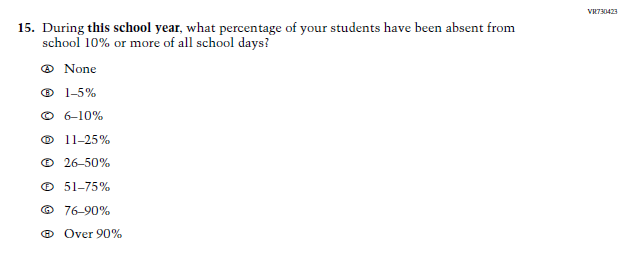 VR730423
15. During this school year, what percentage of your students have been absent from
school 10% or more of all school days?
A None
B 1–5%
C 6–10%
D 11–25%
E 26–50%
F 51–75%
G 76–90%
H Over 90%